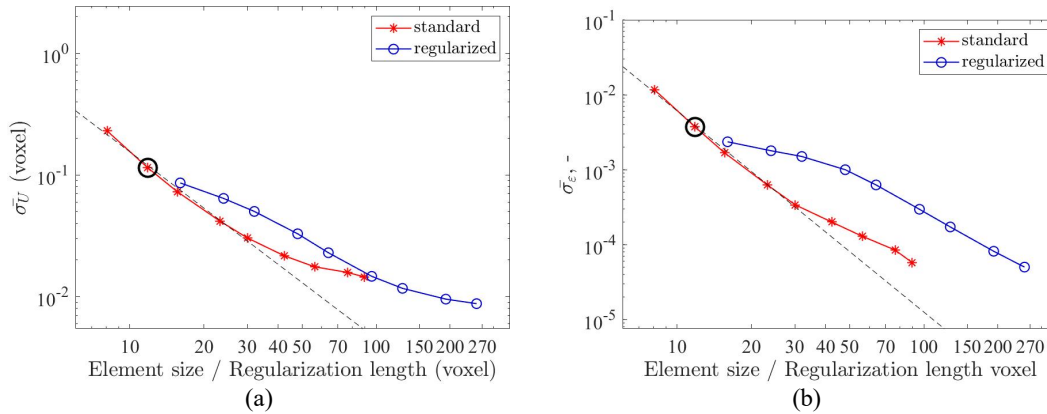 standard
regularized
10^0
10^-1
10^-2
σ̄_U (voxel)
10 20 30 40 50 70 100 150 200 270
Element size / Regularization length (voxel)
(a)
standard
regularized
10^-1
10^-2
10^-3
10^-4
10^-5
σ̄_ε, -
10 20 30 40 50 70 100 150 200 270
Element size / Regularization length voxel
(b)